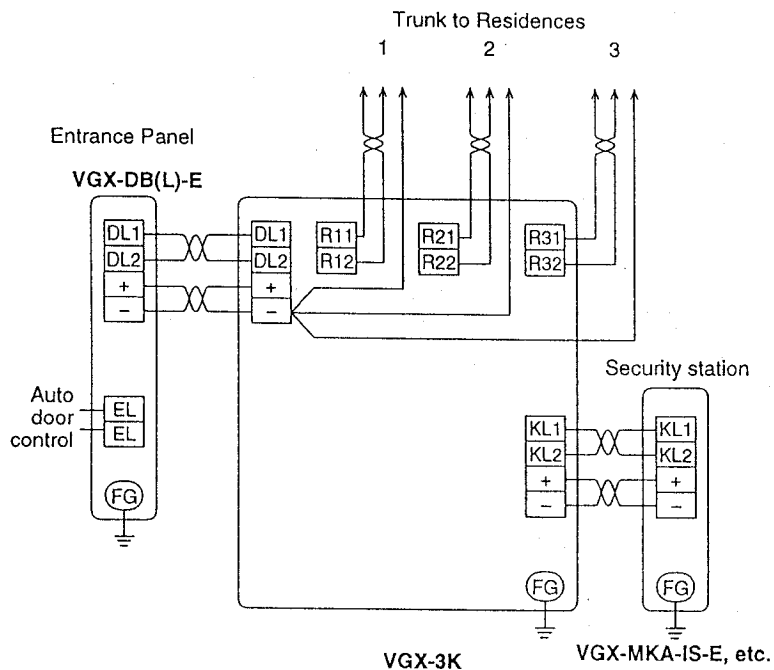 Trunk to Residences
1
2
3
Entrance Panel
VGX-DB(L)-E
DL1
DL2
+
−
DL1
DL2
+
−
R11
R12
R21
R22
R31
R32
Auto
door
control
EL
EL
FG
Security station
KL1
KL2
+
−
KL1
KL2
+
−
FG
FG
VGX-3K
VGX-MKA-IS-E, etc.